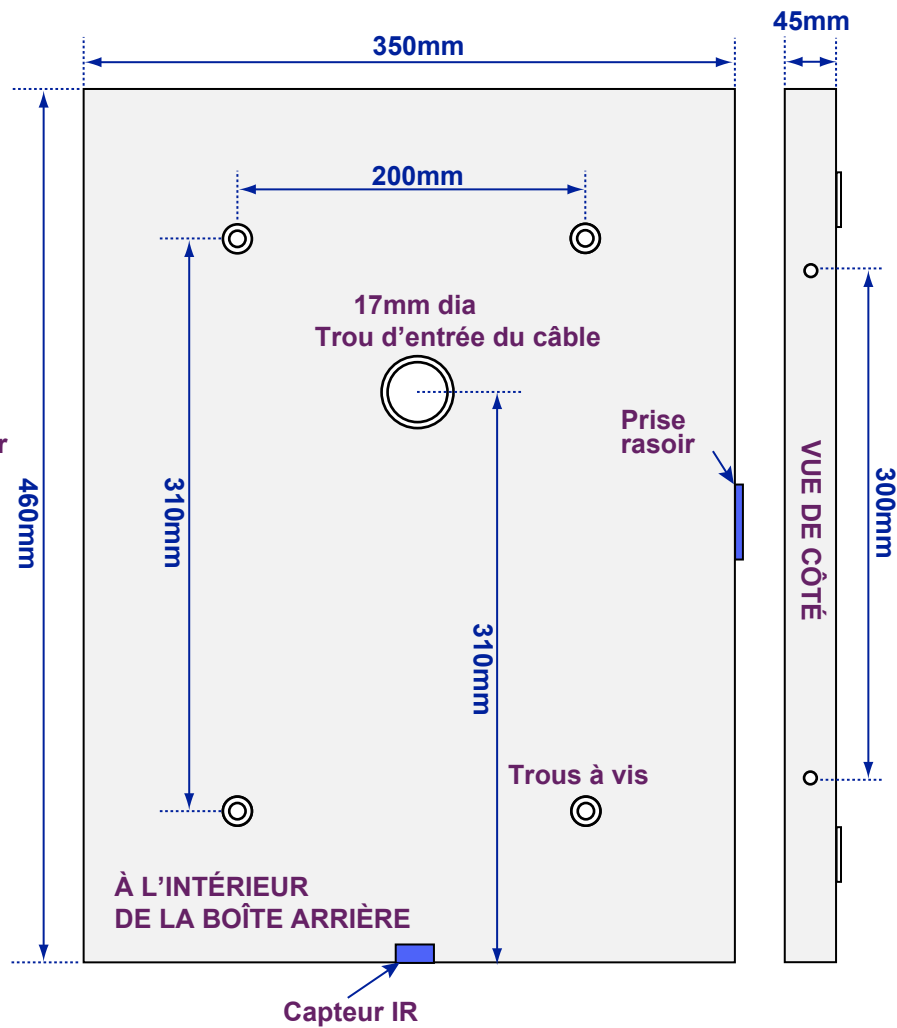 45mm
350mm
200mm
17mm dia
Trou d’entrée du câble
Prise
rasoir
r
460mm
310mm
VUE DE CÔTÉ
300mm
310mm
Trous à vis
À L’INTÉRIEUR
DE LA BOÎTE ARRIÈRE
Capteur IR